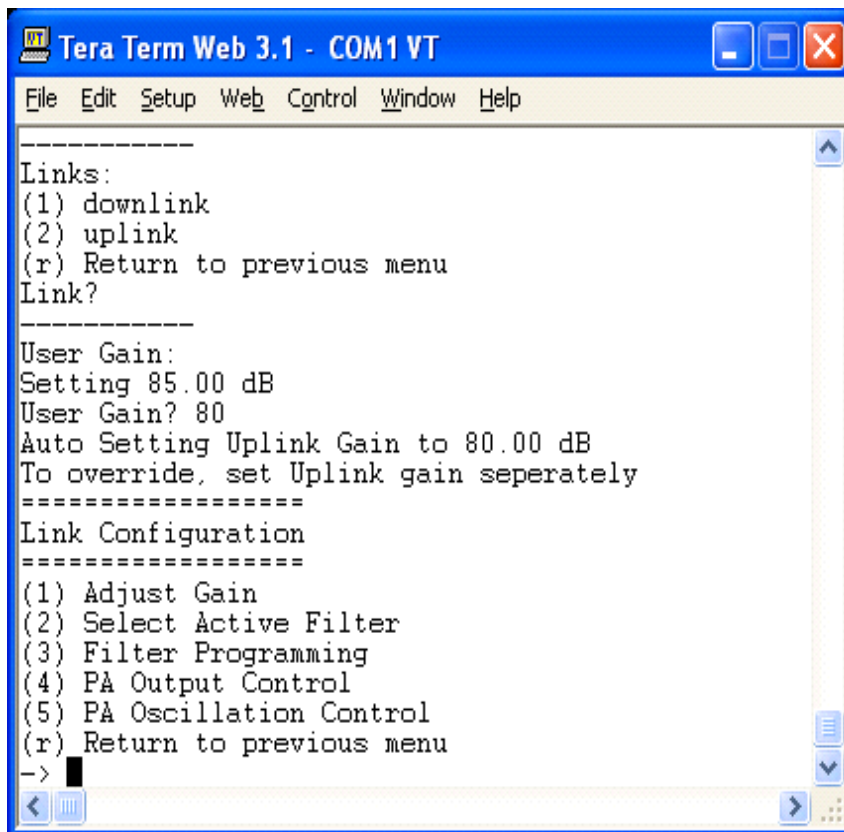 Tera Term Web 3.1 - COM1 VT
File Edit Setup Web Control Window Help
-----------
Links:
(1) downlink
(2) uplink
(r) Return to previous menu
Link?
-----------
User Gain:
Setting 85.00 dB
User Gain? 80
Auto Setting Uplink Gain to 80.00 dB
To override, set Uplink gain seperately
==================
Link Configuration
==================
(1) Adjust Gain
(2) Select Active Filter
(3) Filter Programming
(4) PA Output Control
(5) PA Oscillation Control
(r) Return to previous menu
->